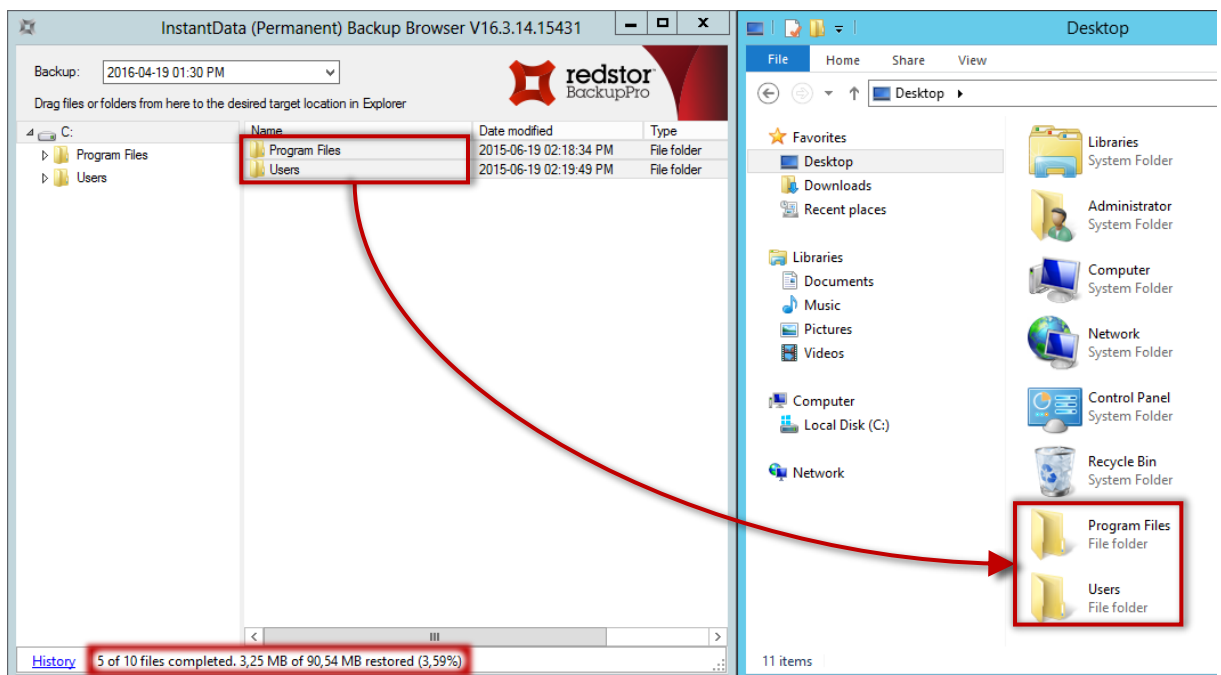 InstantData (Permanent) Backup Browser V16.3.14.15431
Backup: 2016-04-19 01:30 PM
redstor
BackupPro
Drag files or folders from here to the desired target location in Explorer
C:
Program Files
Users
Name Date modified Type
Program Files 2015-06-19 02:18:34 PM File folder
Users 2015-06-19 02:19:49 PM File folder
History 5 of 10 files completed. 3,25 MB of 90,54 MB restored (3,59%)
Desktop
File Home Share View
Desktop
Favorites
Desktop
Downloads
Recent places
Libraries
Documents
Music
Pictures
Videos
Computer
Local Disk (C:)
Network
Libraries
System Folder
Administrator
System Folder
Computer
System Folder
Network
System Folder
Control Panel
System Folder
Recycle Bin
System Folder
Program Files
File folder
Users
File folder
11 items